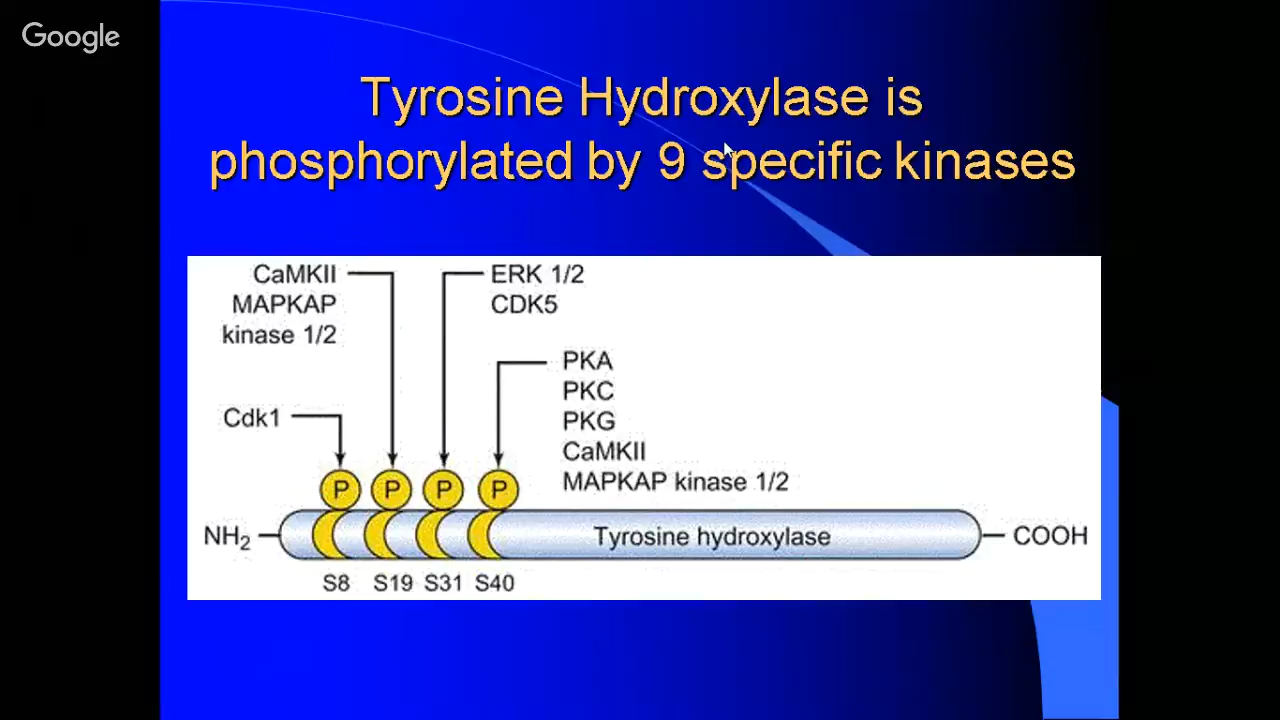 Google
Tyrosine Hydroxylase is
phosphorylated by 9 specific kinases
CaMKII
MAPKAP
kinase 1/2
ERK 1/2
CDK5
Cdk1
PKA
PKC
PKG
CaMKII
MAPKAP kinase 1/2
P P P P
NH₂ Tyrosine hydroxylase COOH
S8 S19 S31 S40